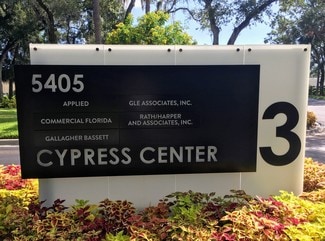 5405
APPLIED
GLE ASSOCIATES, INC.
COMMERCIAL FLORIDA
RATH/HARPER
AND ASSOCIATES, INC.
GALLAGHER BASSETT
CYPRESS CENTER
3